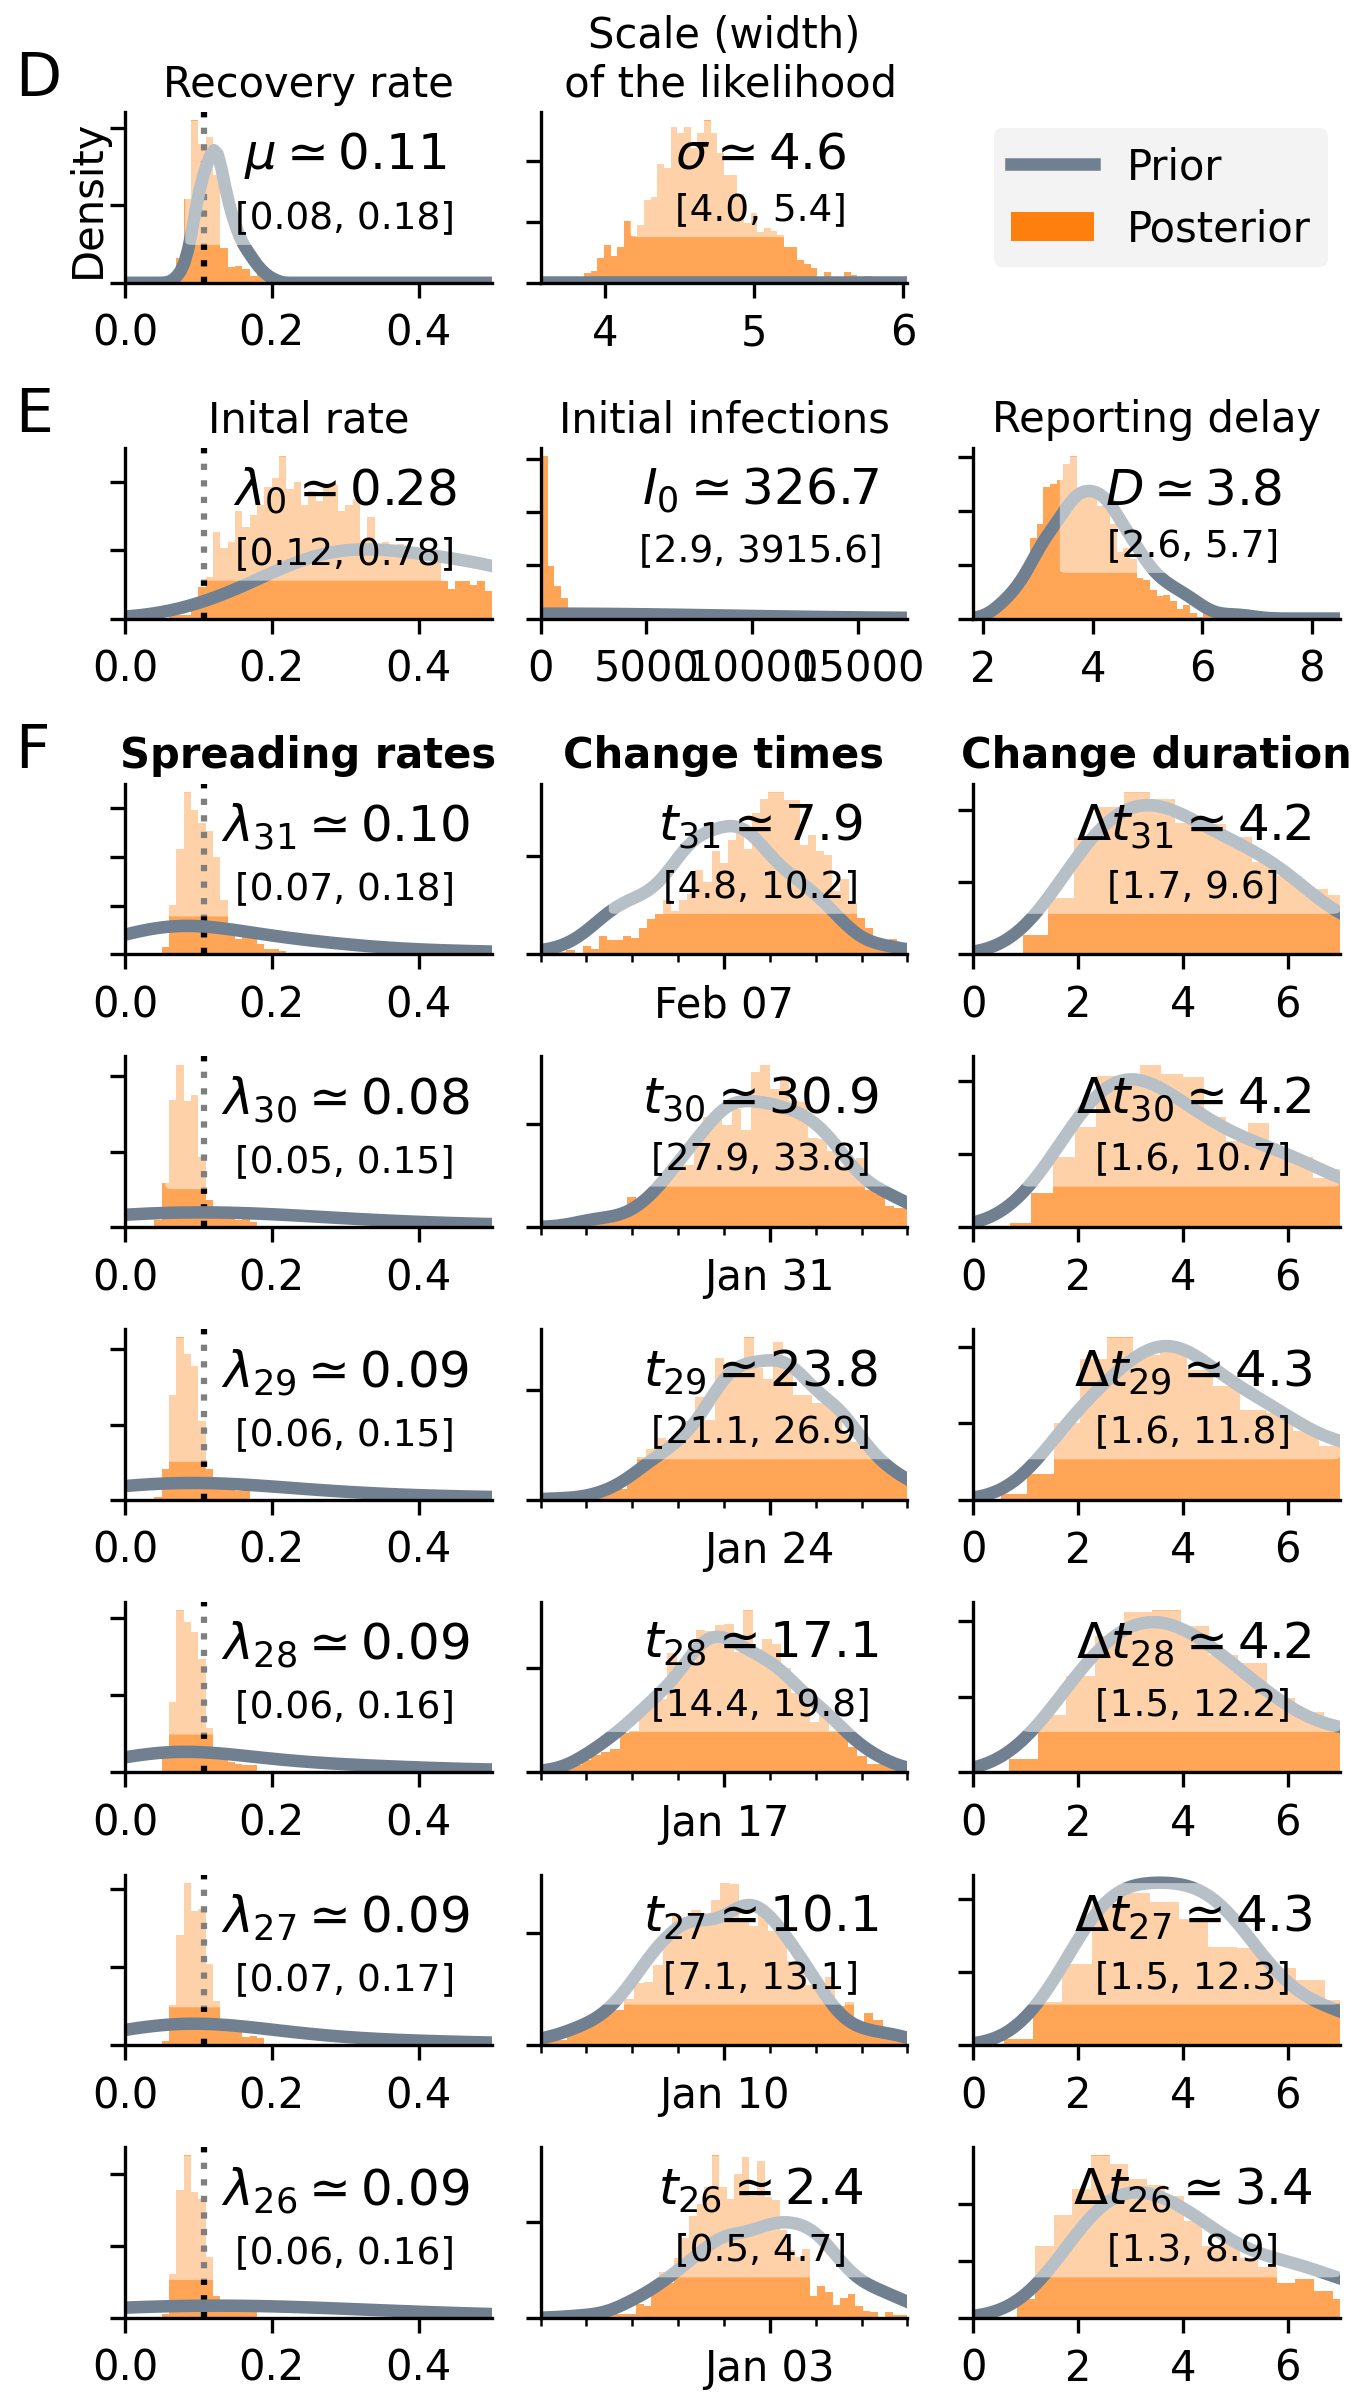 D
Recovery rate
Scale (width)
of the likelihood
Density
μ ≃ 0.11
[0.08, 0.18]
σ ≃ 4.6
[4.0, 5.4]
Prior
Posterior
0.0 0.2 0.4
4 5 6
E
Inital rate
Initial infections
Reporting delay
λ0 ≃ 0.28
[0.12, 0.78]
I0 ≃ 326.7
[2.9, 3915.6]
D ≃ 3.8
[2.6, 5.7]
0.0 0.2 0.4
0 5000 10000 15000
2 4 6 8
F
Spreading rates
Change times
Change duration
λ31 ≃ 0.10
[0.07, 0.18]
t31 ≃ 7.9
[4.8, 10.2]
Δt31 ≃ 4.2
[1.7, 9.6]
0.0 0.2 0.4
Feb 07
0 2 4 6
λ30 ≃ 0.08
[0.05, 0.15]
t30 ≃ 30.9
[27.9, 33.8]
Δt30 ≃ 4.2
[1.6, 10.7]
0.0 0.2 0.4
Jan 31
0 2 4 6
λ29 ≃ 0.09
[0.06, 0.15]
t29 ≃ 23.8
[21.1, 26.9]
Δt29 ≃ 4.3
[1.6, 11.8]
0.0 0.2 0.4
Jan 24
0 2 4 6
λ28 ≃ 0.09
[0.06, 0.16]
t28 ≃ 17.1
[14.4, 19.8]
Δt28 ≃ 4.2
[1.5, 12.2]
0.0 0.2 0.4
Jan 17
0 2 4 6
λ27 ≃ 0.09
[0.07, 0.17]
t27 ≃ 10.1
[7.1, 13.1]
Δt27 ≃ 4.3
[1.5, 12.3]
0.0 0.2 0.4
Jan 10
0 2 4 6
λ26 ≃ 0.09
[0.06, 0.16]
t26 ≃ 2.4
[0.5, 4.7]
Δt26 ≃ 3.4
[1.3, 8.9]
0.0 0.2 0.4
Jan 03
0 2 4 6